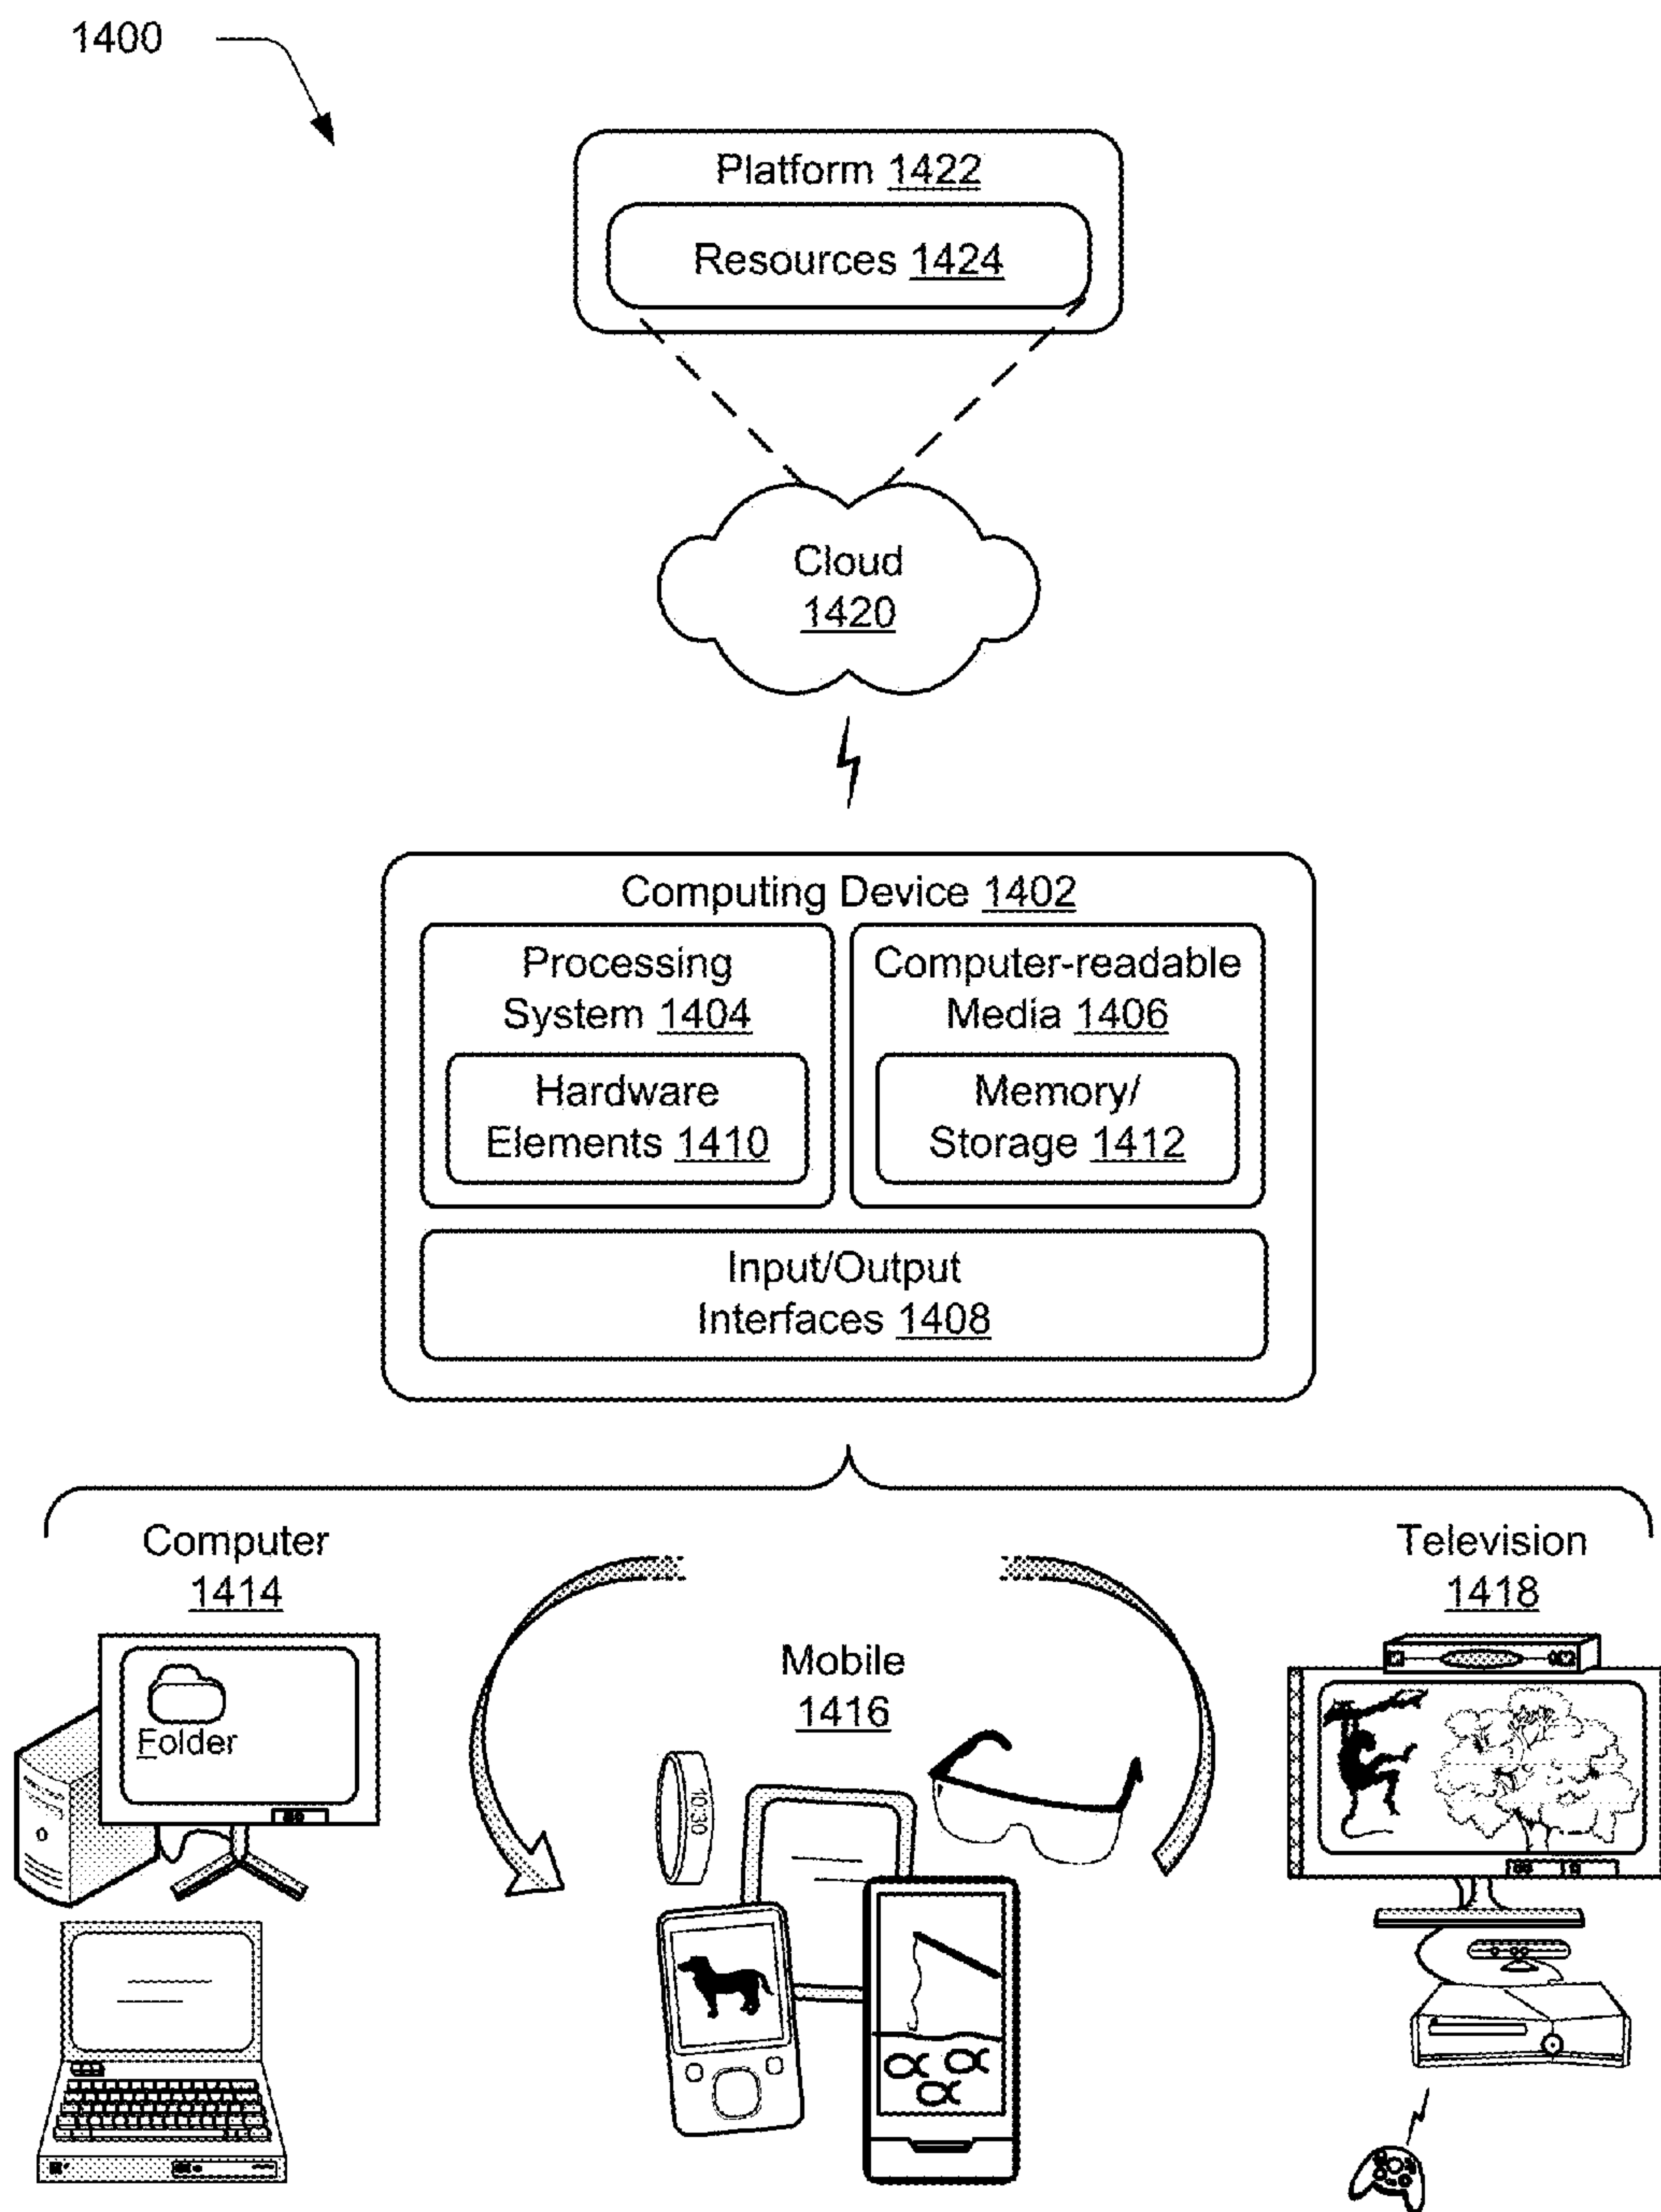 1400
Platform 1422
Resources 1424
Cloud
1420
Computing Device 1402
Processing
System 1404
Computer-readable
Media 1406
Hardware
Elements 1410
Memory/
Storage 1412
Input/Output
Interfaces 1408
Computer
1414
Television
1418
Mobile
1416
Folder
10:30